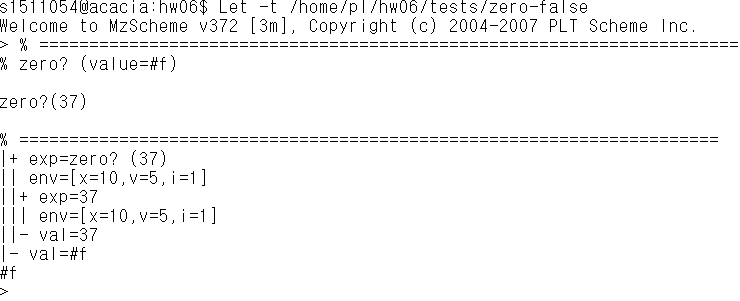 s1511054@acacia:hw06$ Let -t /home/pl/hw06/tests/zero-false
Welcome to MzScheme v372 [3m], Copyright (c) 2004-2007 PLT Scheme Inc.
> % ======================================================================
% zero? (value=#f)
zero?(37)
% ======================================================================
|+ exp=zero? (37)
|| env=[x=10,v=5,i=1]
||+ exp=37
||| env=[x=10,v=5,i=1]
||- val=37
|- val=#f
#f
>